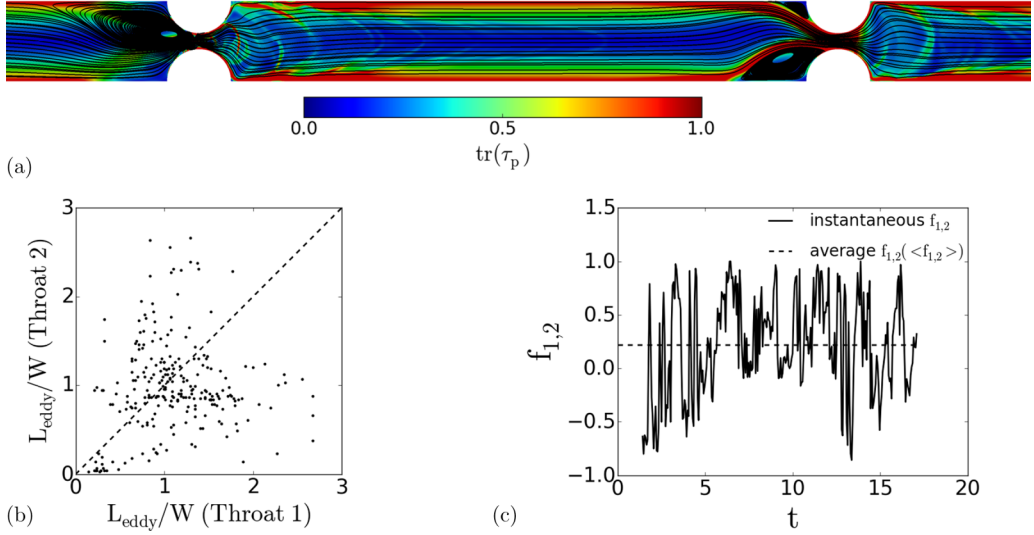 0.0 0.5 1.0
tr(τp)
(a)
3
2
1
0
0 1 2 3
Leddy/W (Throat 2)
Leddy/W (Throat 1)
(b)
1.5
1.0
0.5
0.0
−0.5
−1.0
0 5 10 15 20
f1,2
t
instantaneous f1,2
average f1,2(<f1,2>)
(c)